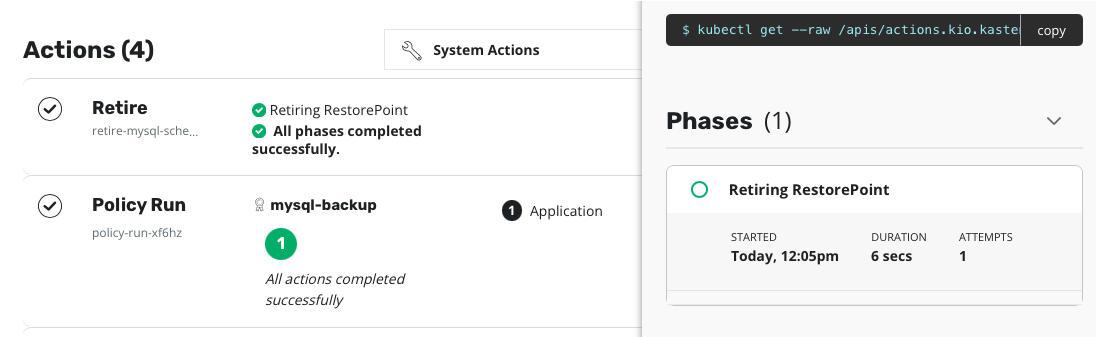 Actions (4)
System Actions
Retire
retire-mysql-sche...
Retiring RestorePoint
All phases completed
successfully.
Policy Run
policy-run-xf6hz
mysql-backup
1
All actions completed
successfully
1 Application
$ kubectl get --raw /apis/actions.kio.kaste
copy
Phases (1)
Retiring RestorePoint
STARTED DURATION ATTEMPTS
Today, 12:05pm 6 secs 1